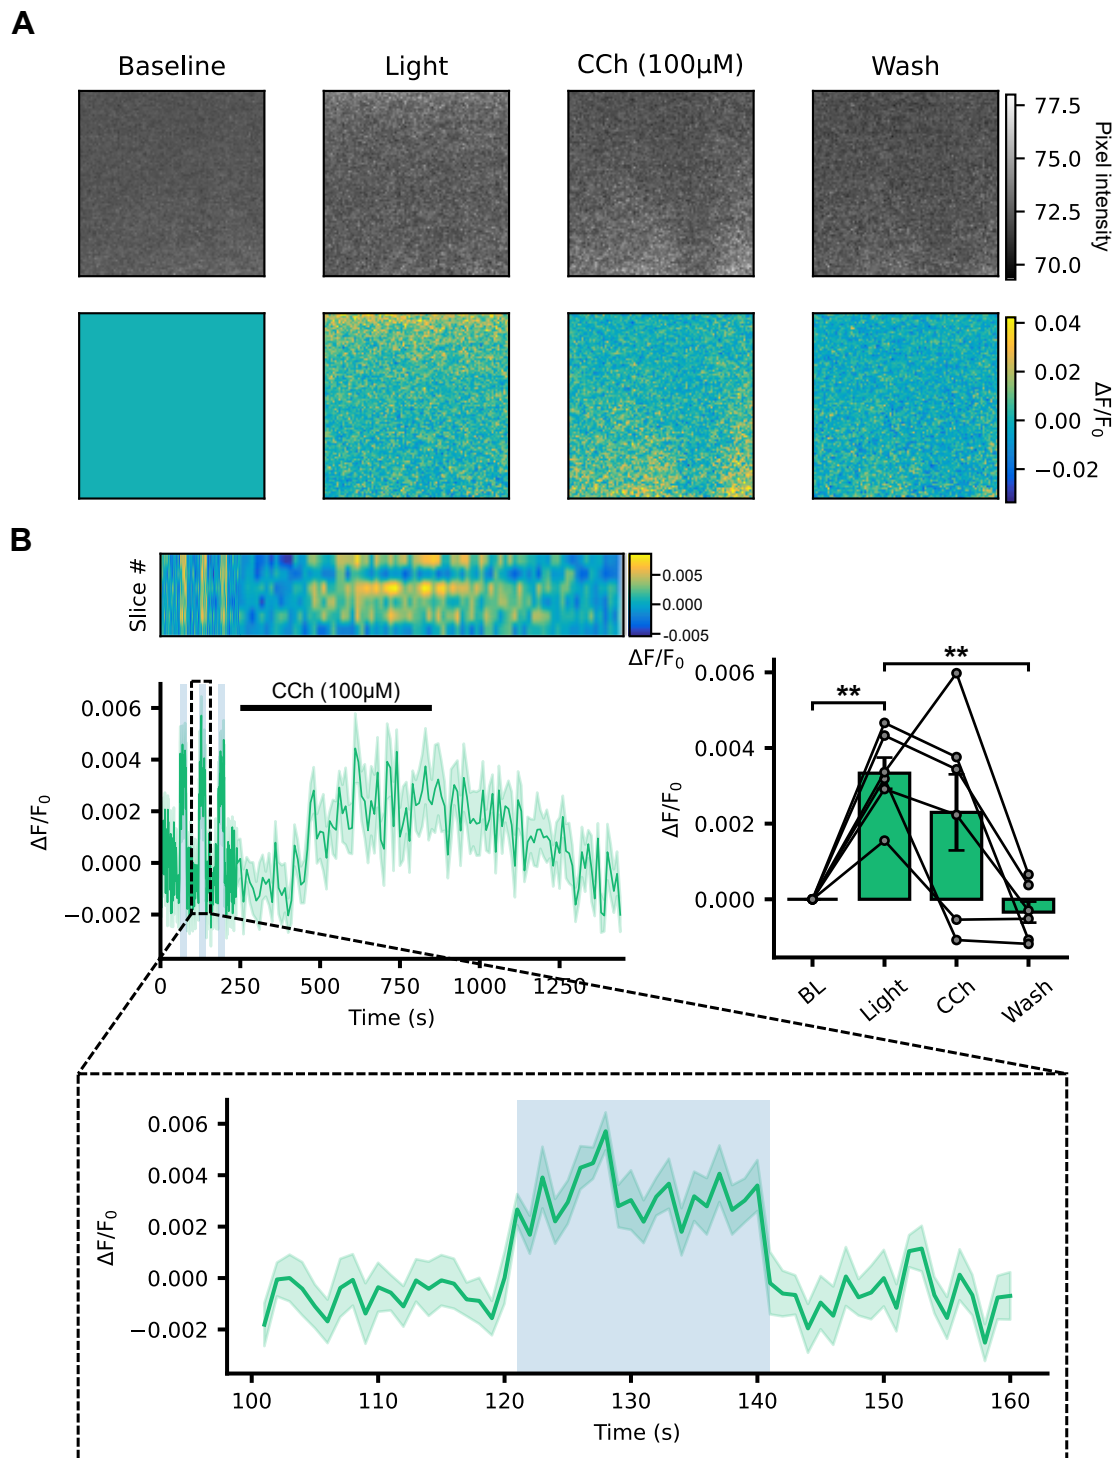 A
Baseline
Light
CCh (100μM)
Wash
77.5
75.0
72.5
70.0
Pixel intensity
0.04
0.02
0.00
−0.02
ΔF/F0
B
Slice #
0.005
0.000
-0.005
ΔF/F0
CCh (100μM)
0.006
0.004
0.002
0.000
−0.002
ΔF/F0
0
250
500
750
1000
1250
Time (s)
**
**
0.006
0.004
0.002
0.000
ΔF/F0
BL
Light
CCh
Wash
0.006
0.004
0.002
0.000
−0.002
ΔF/F0
100
110
120
130
140
150
160
Time (s)